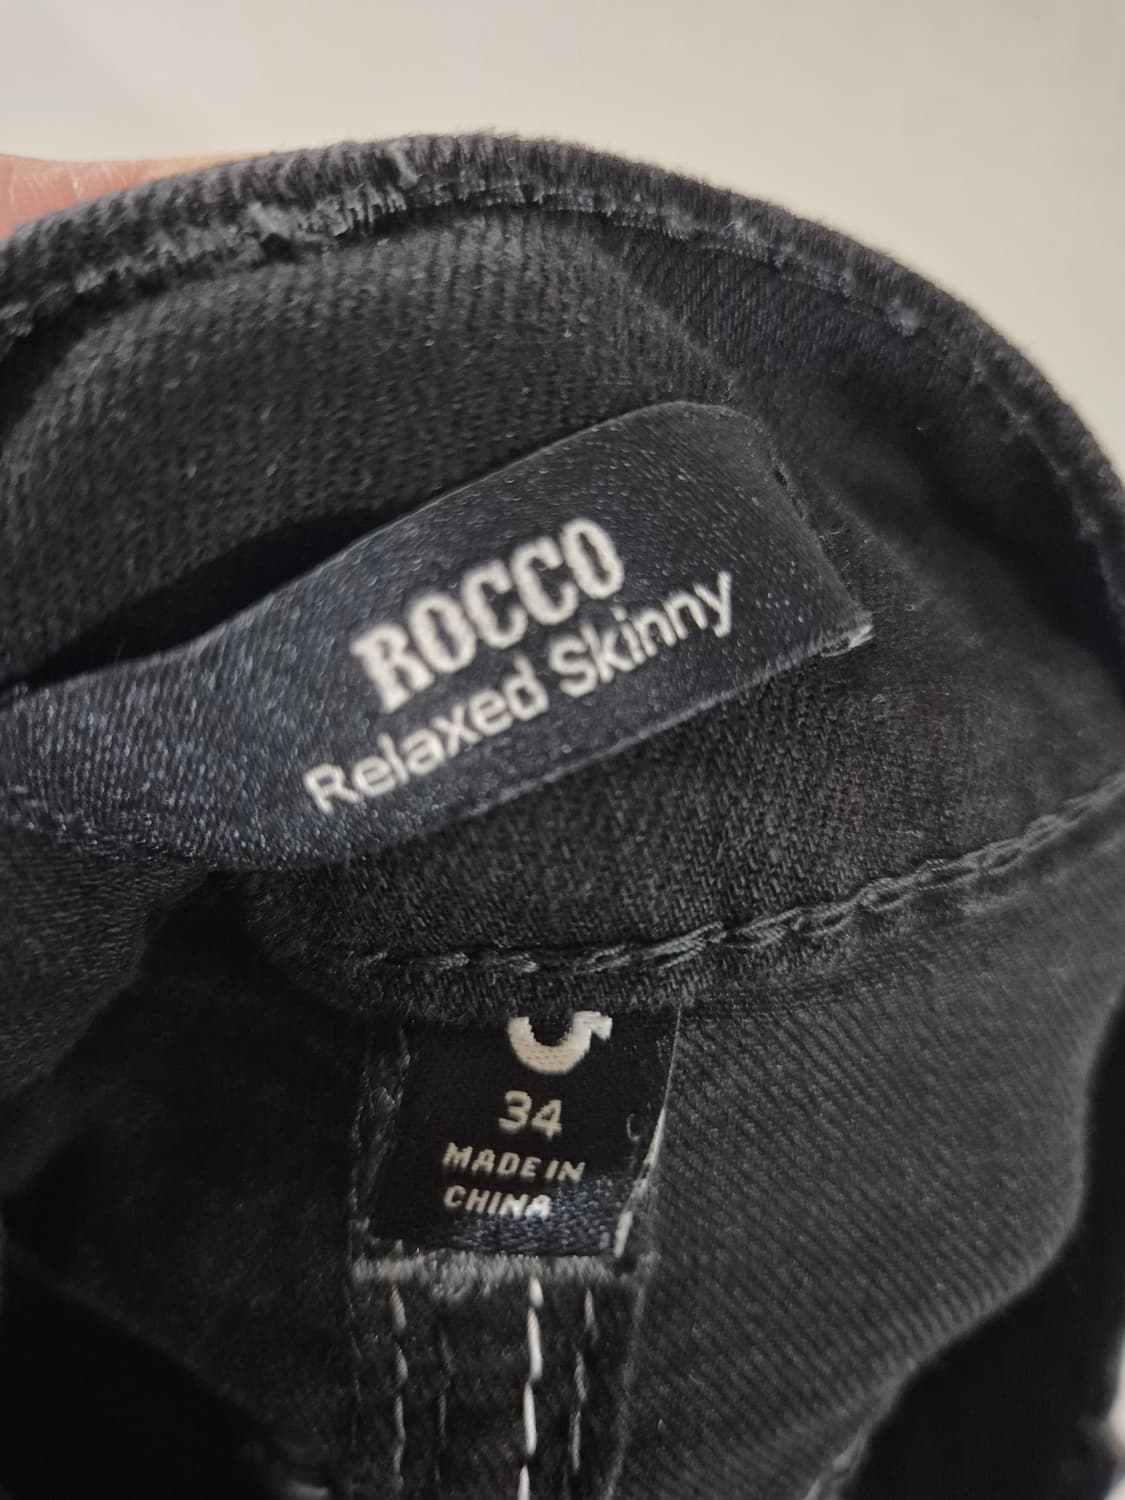 ROCCO
Relaxed Skinny
34
MADE IN
CHINA